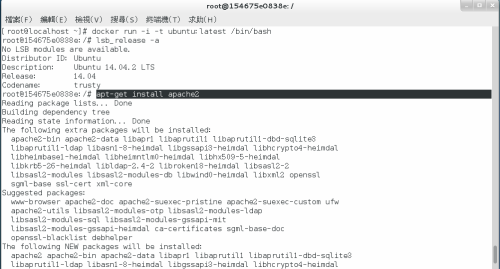 root@154675e0838e: /
檔案(F) 編輯(E) 檢視(V) 搜尋(S) 終端機(T) 求助(H)
[root@localhost ~]# docker run -i -t ubuntu:latest /bin/bash
root@154675e0838e:/# lsb_release -a
No LSB modules are available.
Distributor ID: Ubuntu
Description: Ubuntu 14.04.2 LTS
Release: 14.04
Codename: trusty
root@154675e0838e:/# apt-get install apache2
Reading package lists... Done
Building dependency tree
Reading state information... Done
The following extra packages will be installed:
apache2-bin apache2-data libapr1 libaprutil1 libaprutil1-dbd-sqlite3
libaprutil1-ldap libasn1-8-heimdal libgssapi3-heimdal libhcrypto4-heimdal
libheimbase1-heimdal libheimntlm0-heimdal libhx509-5-heimdal
libkrb5-26-heimdal libldap-2.4-2 libroken18-heimdal libsasl2-2
libsasl2-modules libsasl2-modules-db libwind0-heimdal libxml2 openssl
sgml-base ssl-cert xml-core
Suggested packages:
www-browser apache2-doc apache2-suexec-pristine apache2-suexec-custom ufw
apache2-utils libsasl2-modules-otp libsasl2-modules-ldap
libsasl2-modules-sql libsasl2-modules-gssapi-mit
libsasl2-modules-gssapi-heimdal ca-certificates sgml-base-doc
openssl-blacklist debhelper
The following NEW packages will be installed:
apache2 apache2-bin apache2-data libapr1 libaprutil1 libaprutil1-dbd-sqlite3
libaprutil1-ldap libasn1-8-heimdal libgssapi3-heimdal libhcrypto4-heimdal